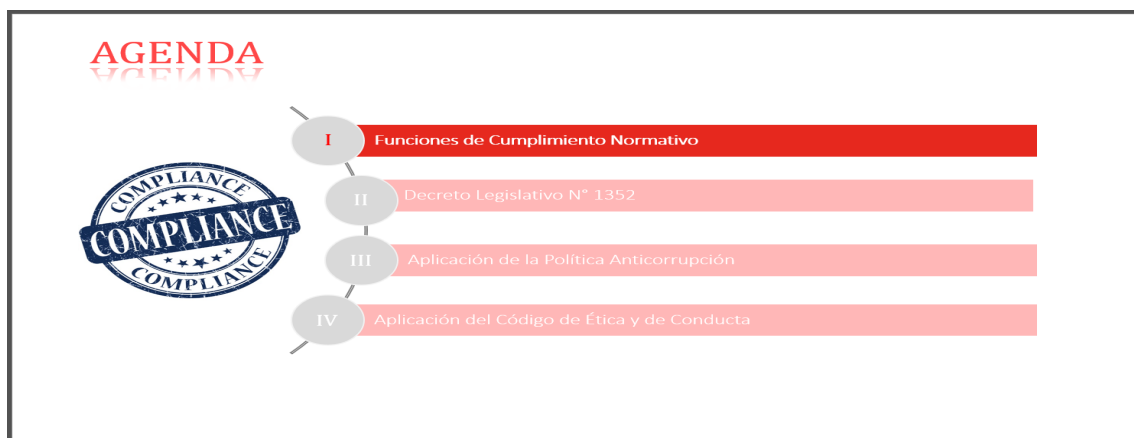 AGENDA
I
Funciones de Cumplimiento Normativo
II
Decreto Legislativo N° 1352
III
Aplicación de la Política Anticorrupción
IV
Aplicación del Código de Ética y de Conducta
COMPLIANCE
COMPLIANCE
COMPLIANCE